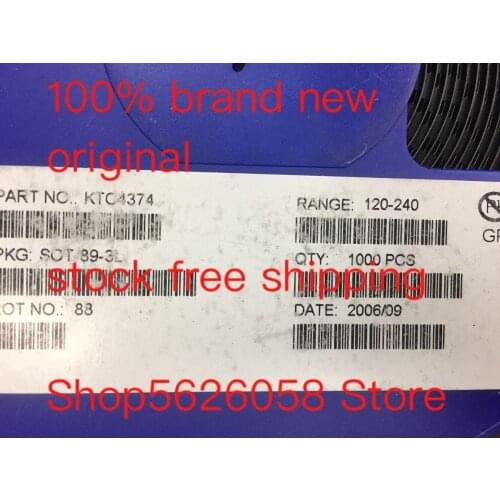 100% brand new
original
PART NO.: KTC4374
RANGE: 120-240
PKG: SOT-89-3L
QTY: 1000 PCS
stock free shipping
LOT NO.: 88
DATE: 2006/09
Shop5626058 Store